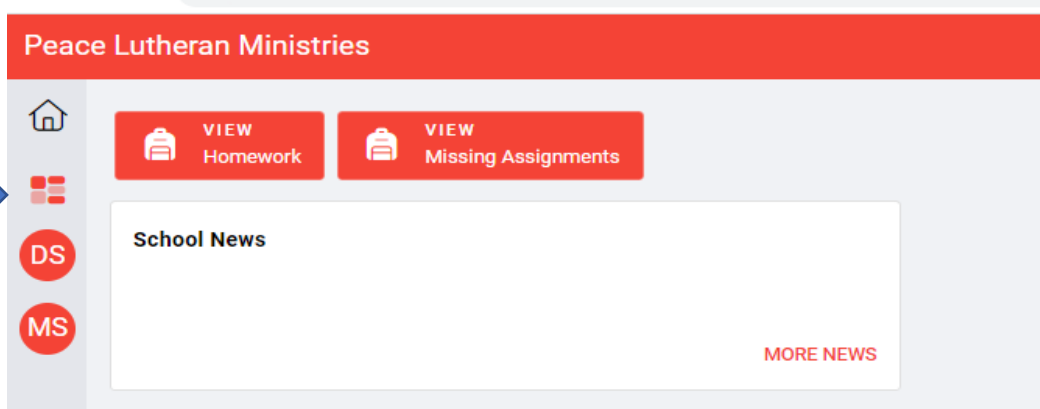 Peace Lutheran Ministries
VIEW
Homework
VIEW
Missing Assignments
DS
MS
School News
MORE NEWS